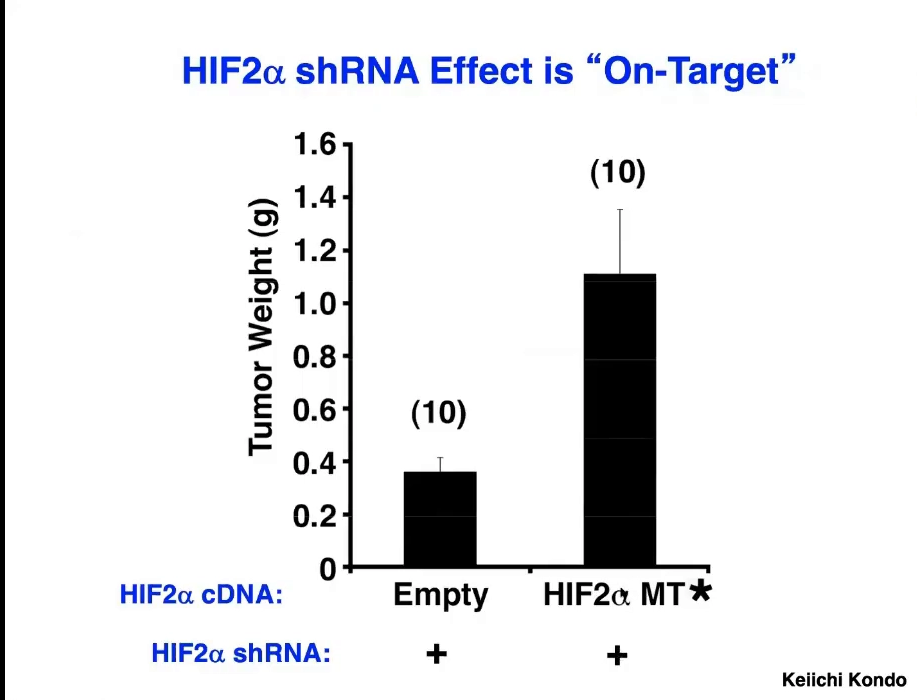 HIF2α shRNA Effect is “On-Target”
1.6
1.4
1.2
1.0
0.8
0.6
0.4
0.2
0
Tumor Weight (g)
(10)
(10)
HIF2α cDNA: Empty HIF2α MT*
HIF2α shRNA: + +
Keiichi Kondo